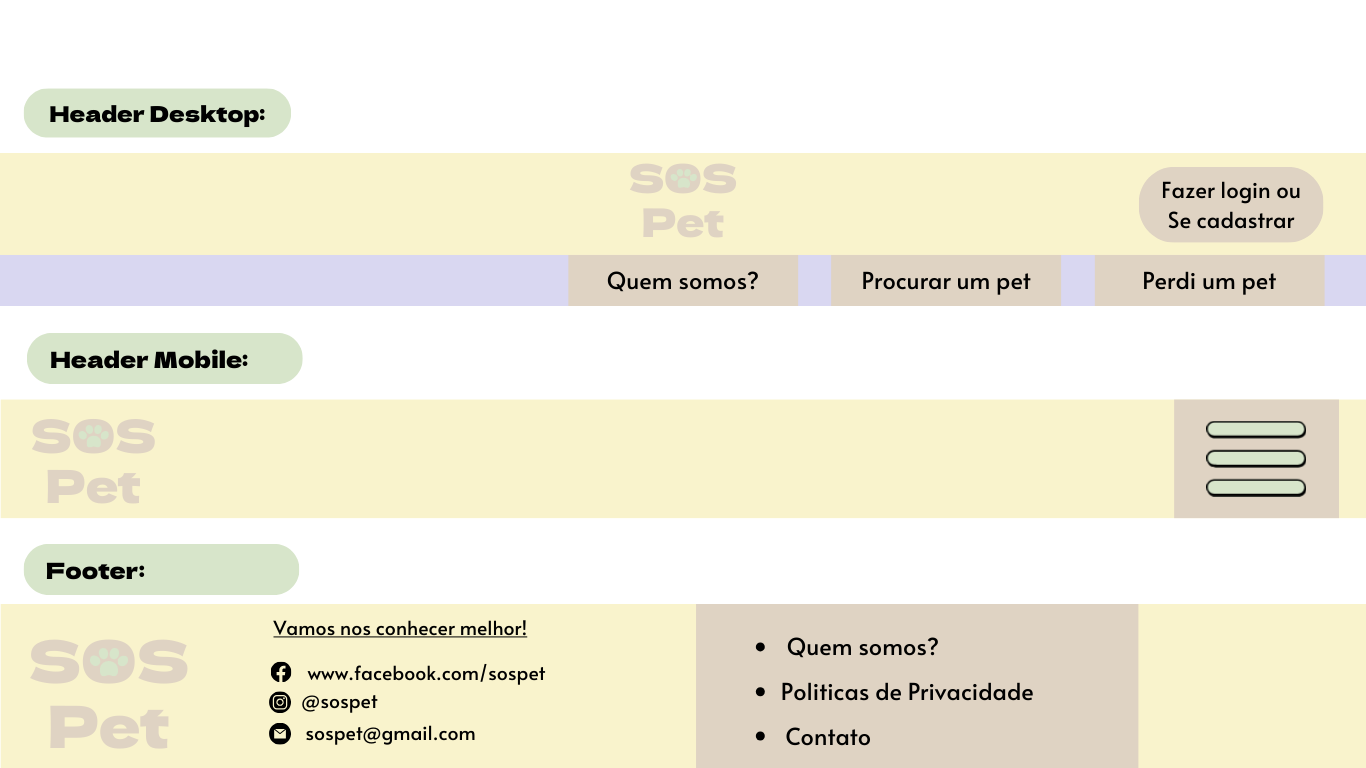 Header Desktop:
SOS
Pet
Fazer login ou
Se cadastrar
Quem somos?
Procurar um pet
Perdi um pet
Header Mobile:
SOS
Pet
Footer:
SOS
Pet
Vamos nos conhecer melhor!
www.facebook.com/sospet
@sospet
sospet@gmail.com
• Quem somos?
• Politicas de Privacidade
• Contato